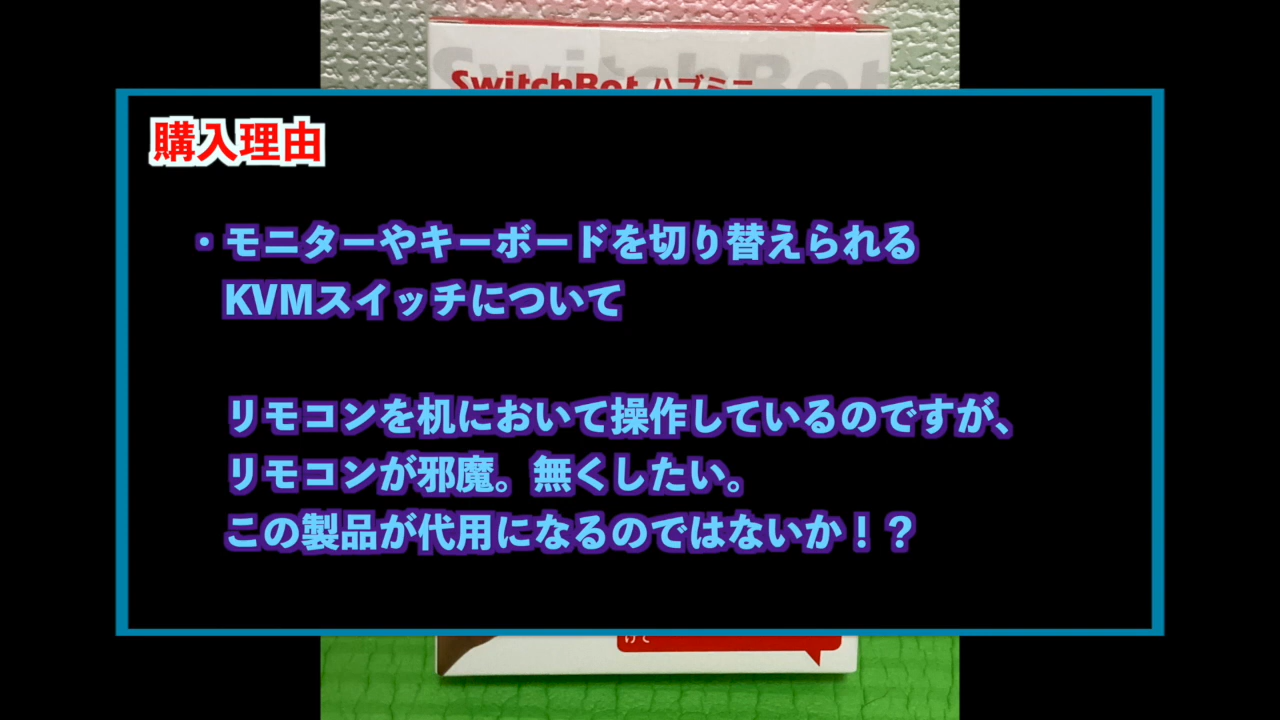 SwitchBot
SwitchBot ハブミニ
購入理由
・モニターやキーボードを切り替えられる
KVMスイッチについて
リモコンを机において操作しているのですが、
リモコンが邪魔。無くしたい。
この製品が代用になるのではないか！？
けて